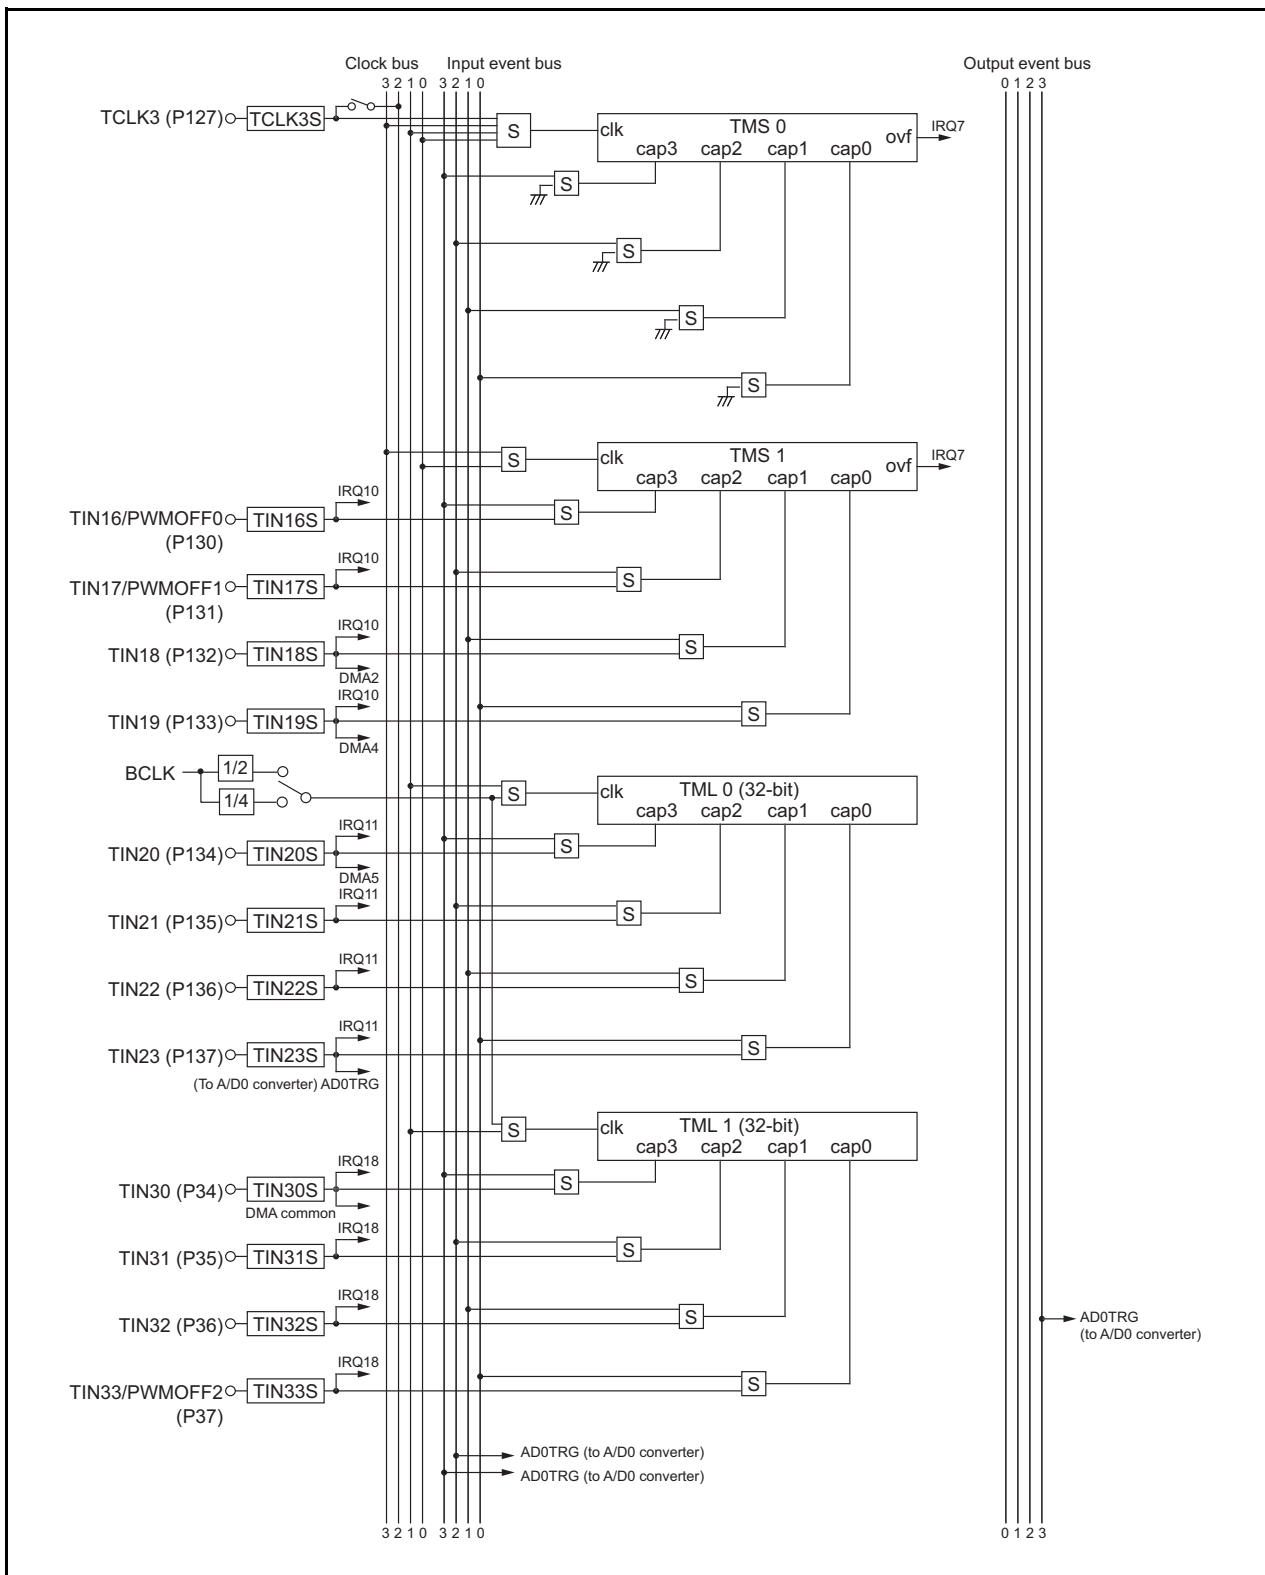 Clock bus Input event bus Output event bus
3 2 1 0 3 2 1 0 0 1 2 3
TCLK3 (P127) TCLK3S S clk TMS 0 ovf IRQ7
cap3 cap2 cap1 cap0
S
S
S
S
S clk TMS 1 ovf IRQ7
cap3 cap2 cap1 cap0
IRQ10
TIN16/PWMOFF0 TIN16S S
(P130)
IRQ10
TIN17/PWMOFF1 TIN17S S
(P131)
IRQ10
TIN18 (P132) TIN18S S
DMA2
IRQ10
TIN19 (P133) TIN19S S
DMA4
BCLK 1/2
1/4
S clk TML 0 (32-bit)
cap3 cap2 cap1 cap0
IRQ11
TIN20 (P134) TIN20S S
DMA5
IRQ11
TIN21 (P135) TIN21S S
IRQ11
TIN22 (P136) TIN22S S
IRQ11
TIN23 (P137) TIN23S S
(To A/D0 converter) AD0TRG
S clk TML 1 (32-bit)
cap3 cap2 cap1 cap0
IRQ18
TIN30 (P34) TIN30S S
DMA common
IRQ18
TIN31 (P35) TIN31S S
IRQ18
TIN32 (P36) TIN32S S
AD0TRG
(to A/D0 converter)
IRQ18
TIN33/PWMOFF2 TIN33S S
(P37)
AD0TRG (to A/D0 converter)
AD0TRG (to A/D0 converter)
3 2 1 0 3 2 1 0 0 1 2 3